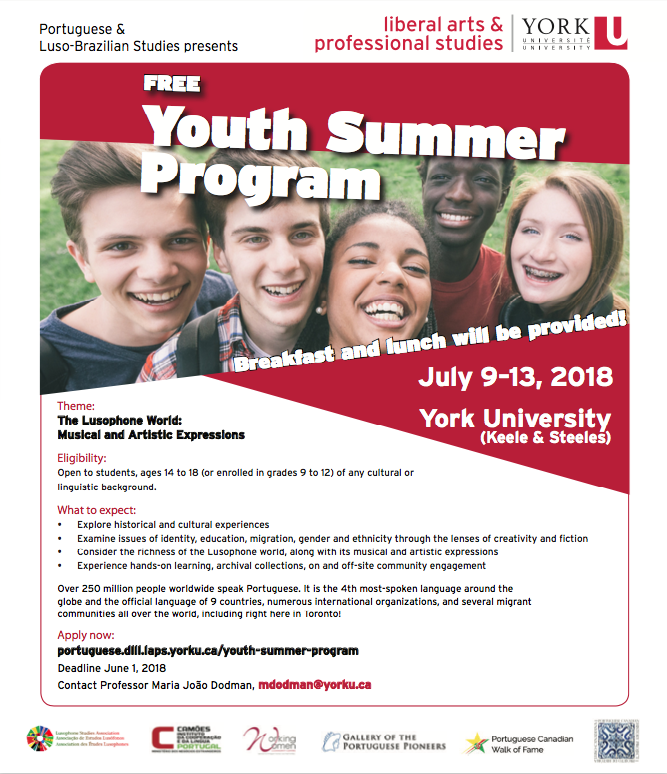 Portuguese &
Luso-Brazilian Studies presents
liberal arts &
professional studies
YORK U
UNIVERSITÉ
UNIVERSITY
FREE
Youth Summer
Program
Breakfast and lunch will be provided!
July 9-13, 2018
York University
(Keele & Steeles)
Theme:
The Lusophone World:
Musical and Artistic Expressions
Eligibility:
Open to students, ages 14 to 18 (or enrolled in grades 9 to 12) of any cultural or
linguistic background.
What to expect:
• Explore historical and cultural experiences
• Examine issues of identity, education, migration, gender and ethnicity through the lenses of creativity and fiction
• Consider the richness of the Lusophone world, along with its musical and artistic expressions
• Experience hands-on learning, archival collections, on and off-site community engagement
Over 250 million people worldwide speak Portuguese. It is the 4th most-spoken language around the
globe and the official language of 9 countries, numerous international organizations, and several migrant
communities all over the world, including right here in Toronto!
Apply now:
portuguese.dlll.laps.yorku.ca/youth-summer-program
Deadline June 1, 2018
Contact Professor Maria João Dodman, mdodman@yorku.ca
Lusophone Studies Association
Associação de Estudos Lusófonos
Association des Études Lusophones
CAMÕES
INSTITUTO
DA COOPERAÇÃO
E DA LÍNGUA
PORTUGAL
Working
Women
GALLERY OF THE
PORTUGUESE PIONEERS
Portuguese Canadian
Walk of Fame